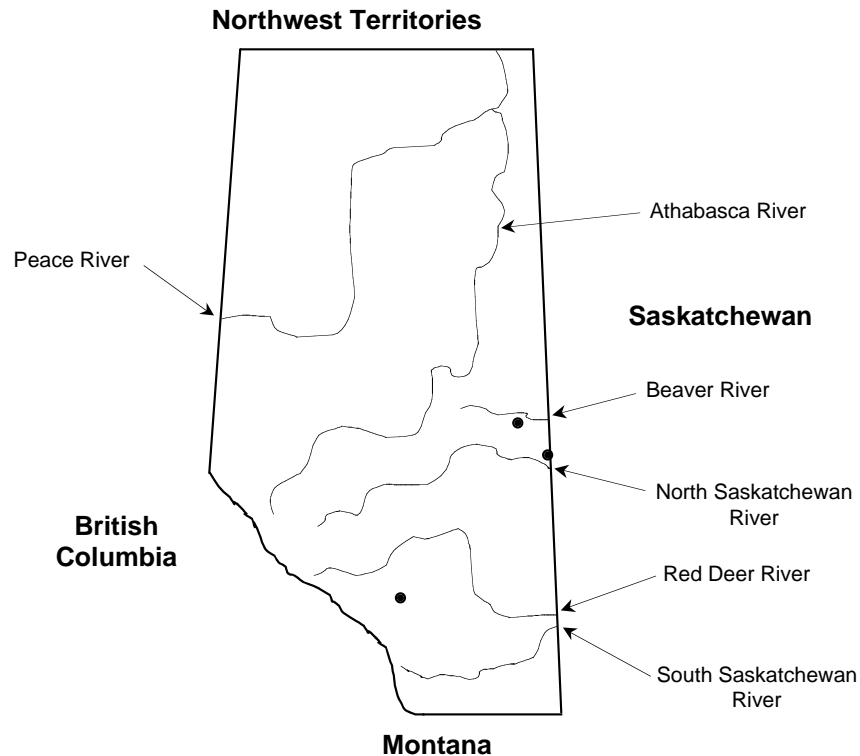 Northwest Territories
Athabasca River
Peace River
Saskatchewan
Beaver River
North Saskatchewan
River
British
Columbia
Red Deer River
South Saskatchewan
River
Montana